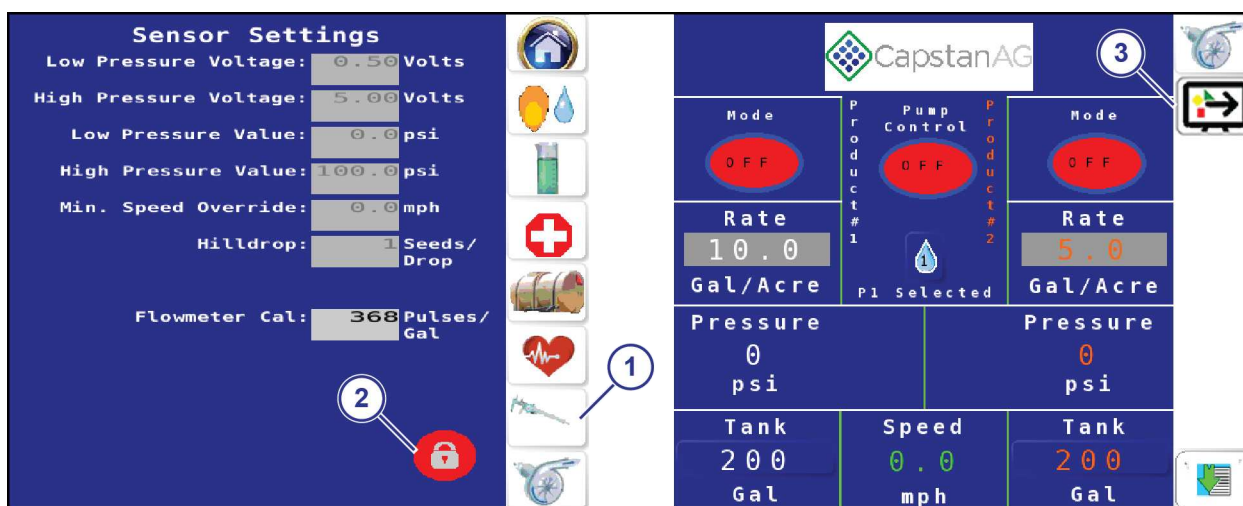 Sensor Settings
Low Pressure Voltage: 0.50 Volts
High Pressure Voltage: 5.00 Volts
Low Pressure Value: 0.0 psi
High Pressure Value: 100.0 psi
Min. Speed Override: 0.0 mph
Hilldrop: 1 Seeds/
Drop
Flowmeter Cal: 368 Pulses/
Gal
1
2
CapstanAG
3
Mode
OFF
Product#1
Pump
Control
OFF
Product#2
Mode
OFF
Rate
10.0
Gal/Acre
1
P1 Selected
Rate
5.0
Gal/Acre
Pressure
0
psi
Pressure
0
psi
Tank
200
Gal
Speed
0.0
mph
Tank
200
Gal